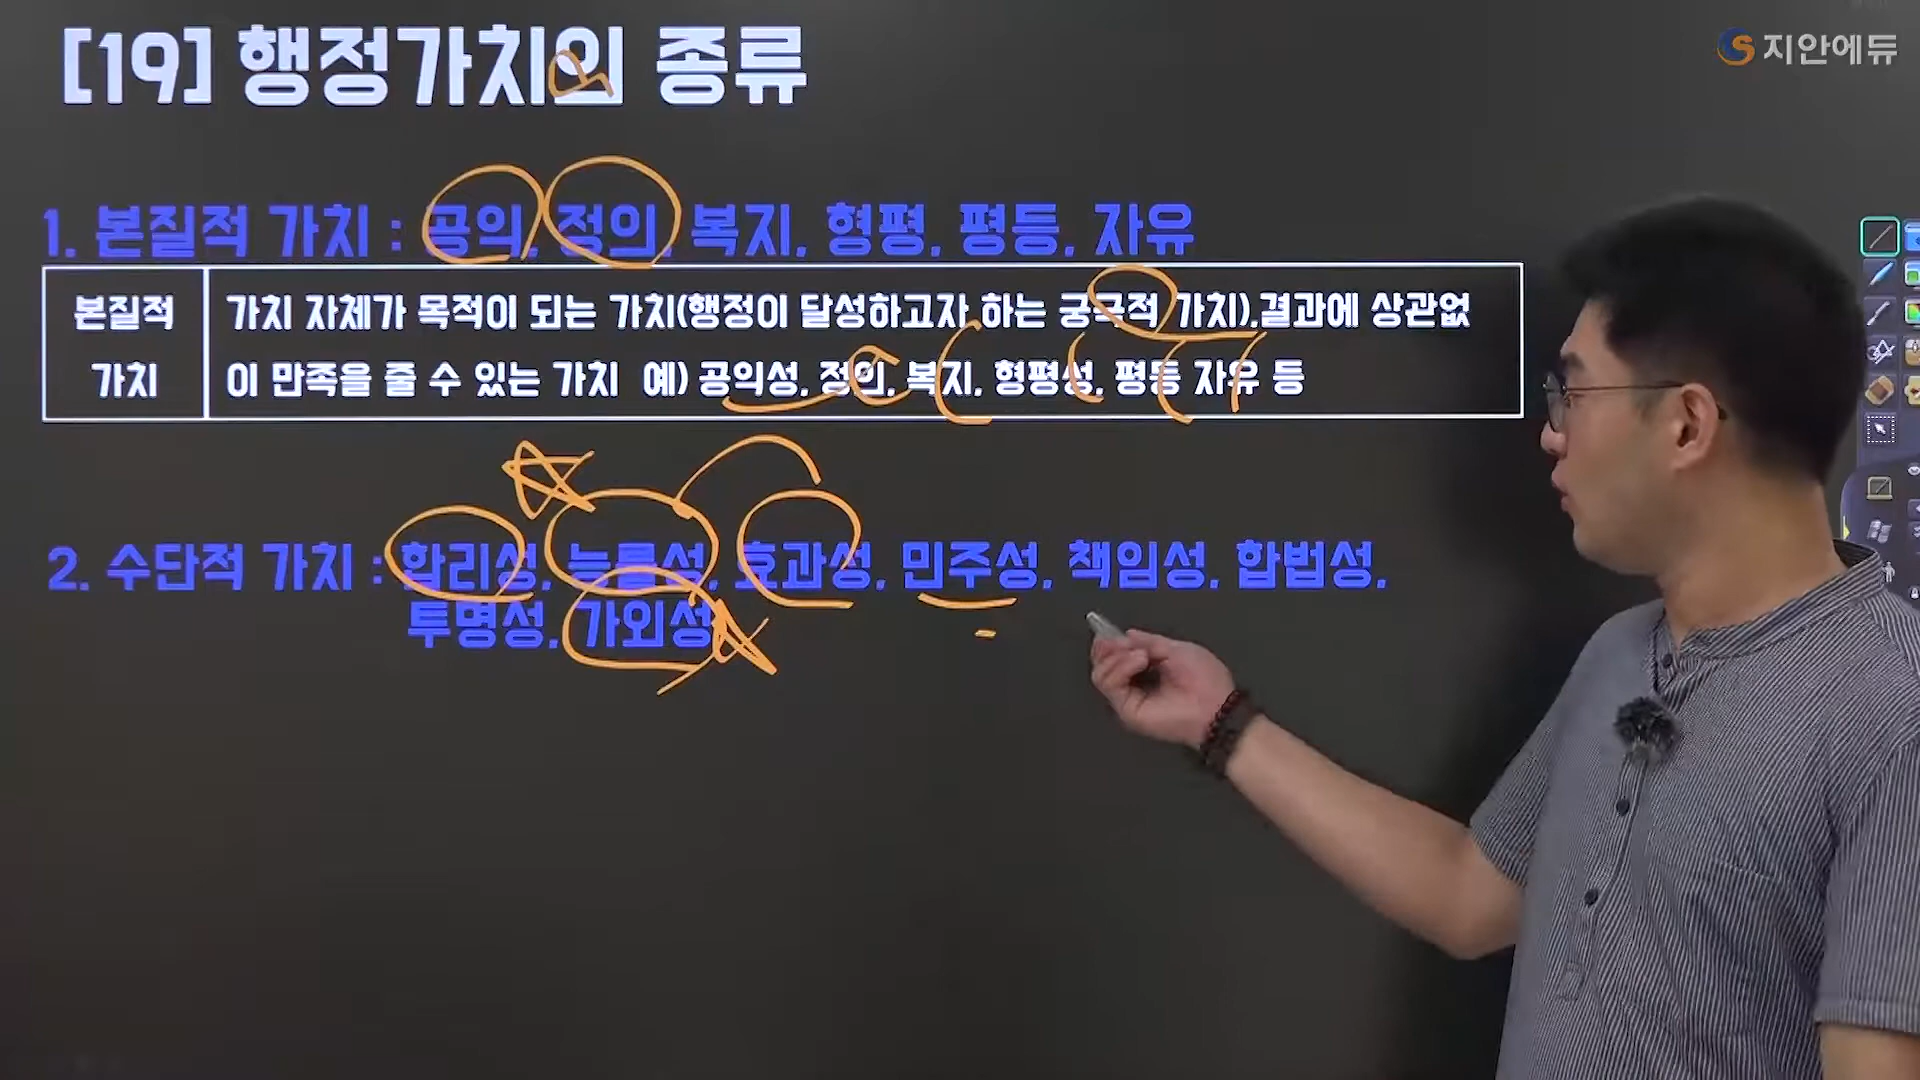 [19] 행정가치의 종류
지안에듀
1. 본질적 가치 : 공익, 정의, 복지, 형평, 평등, 자유
본질적 가치
가치 자체가 목적이 되는 가치(행정이 달성하고자 하는 궁극적 가치),결과에 상관없
이 만족을 줄 수 있는 가치 예) 공익성, 정의, 복지, 형평성, 평등 자유 등
2. 수단적 가치 : 합리성, 능률성, 효과성, 민주성, 책임성, 합법성,
투명성, 가외성